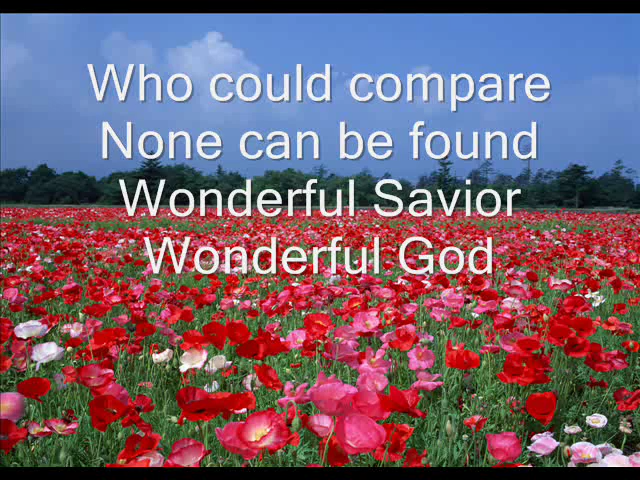 Who could compare
None can be found
Wonderful Savior
Wonderful God